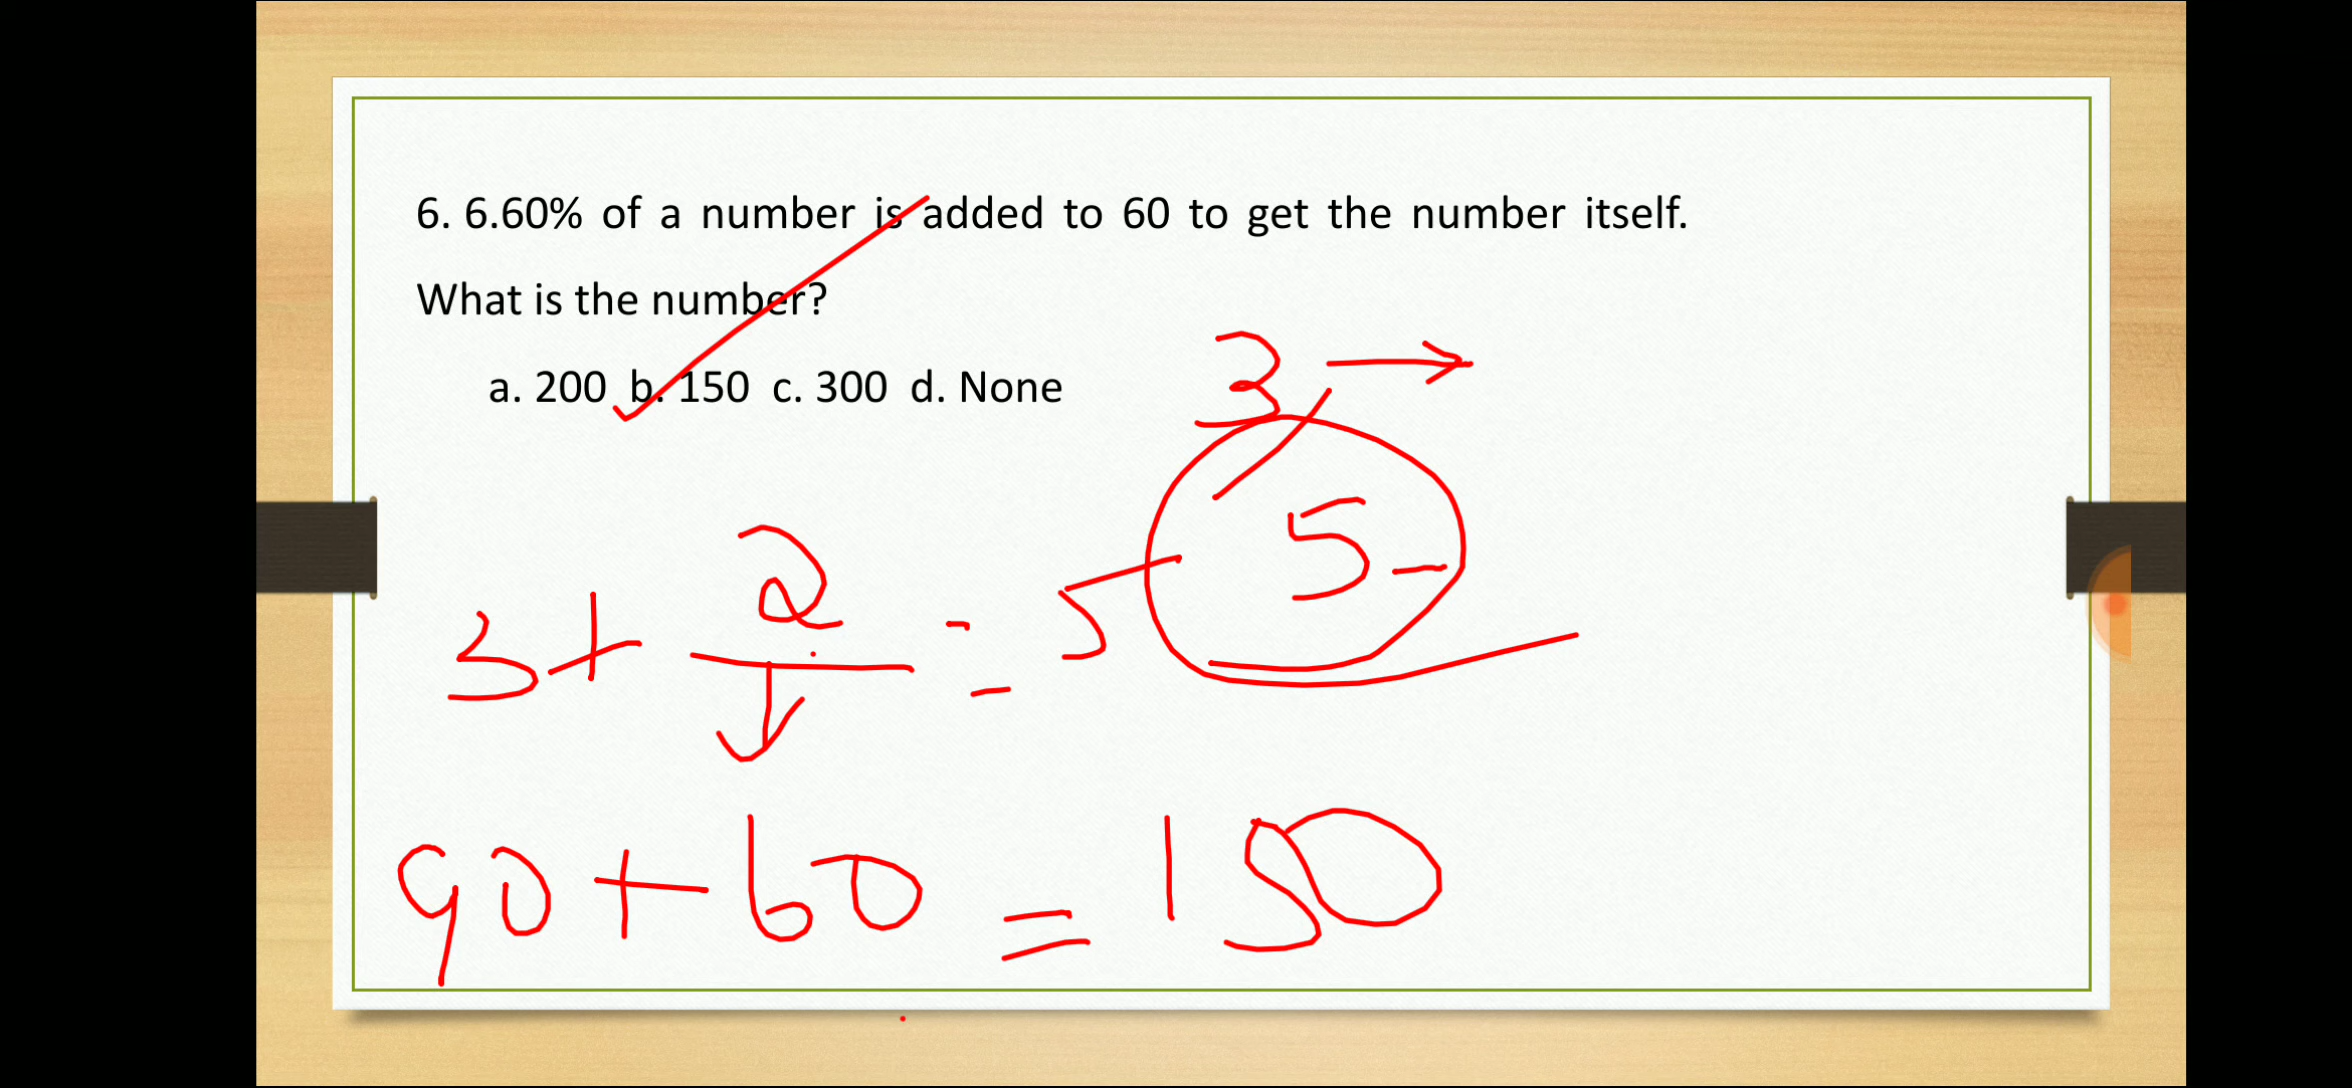 6. 6.60% of a number is added to 60 to get the number itself.
What is the number?
a. 200 b. 150 c. 300 d. None
3
5
3 + 2 = 5
90 + 60 = 150